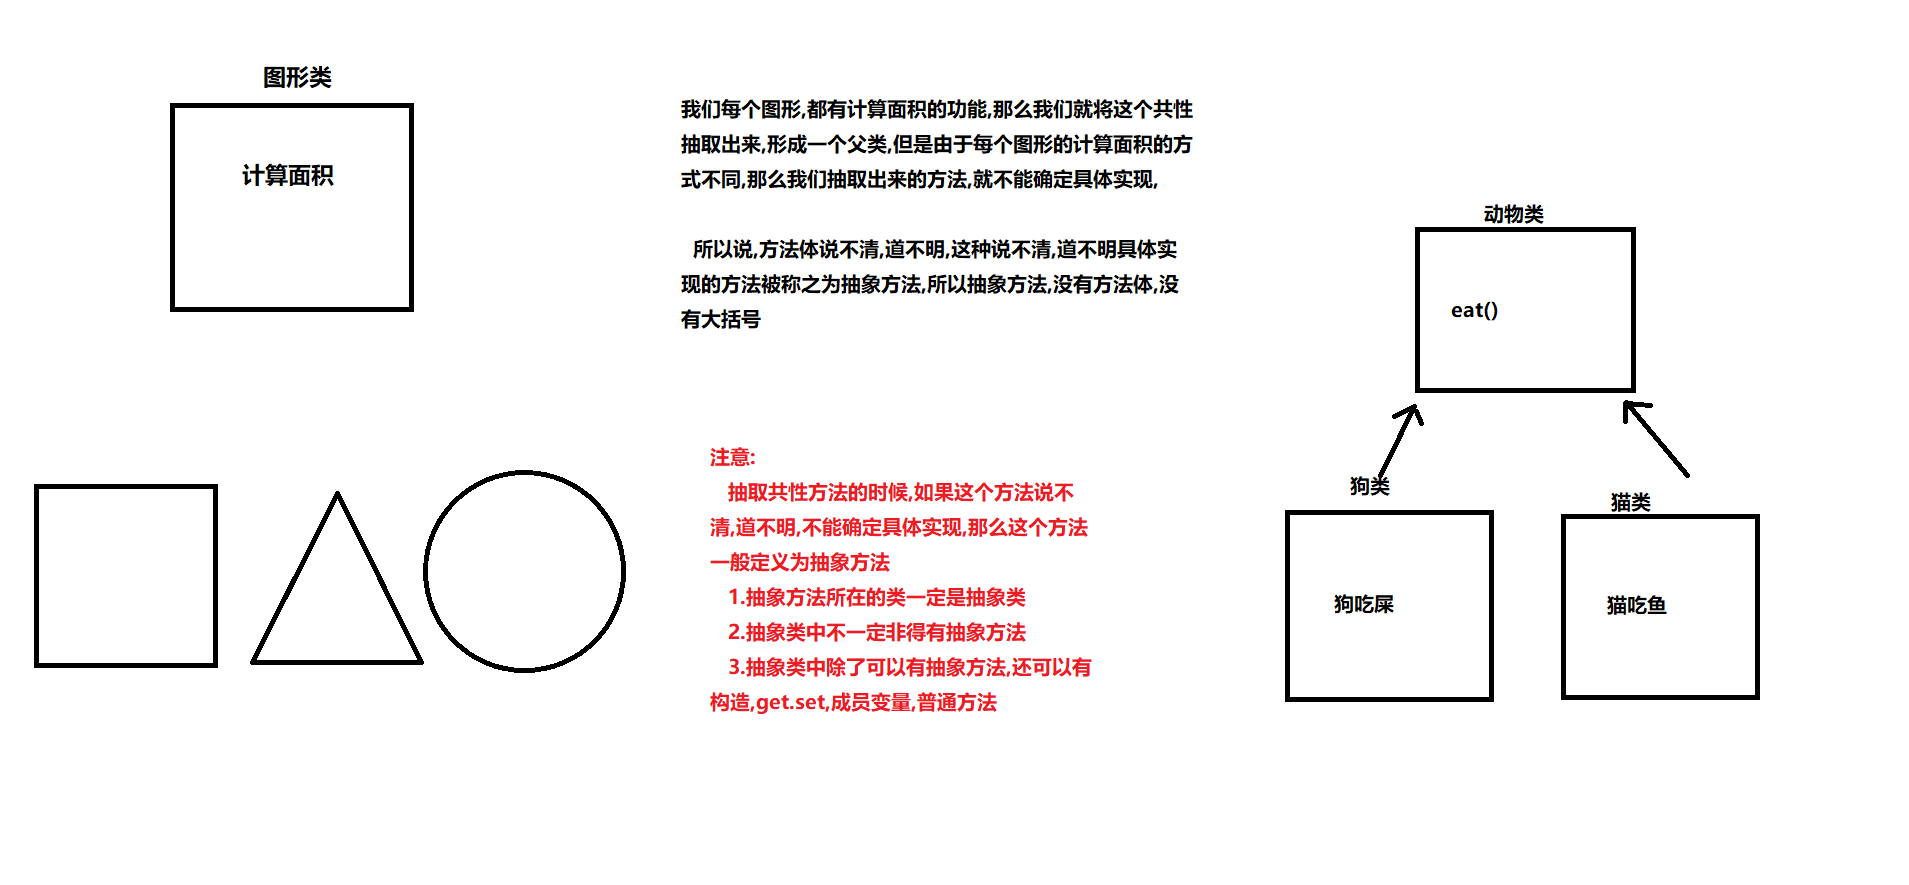 图形类
计算面积
我们每个图形,都有计算面积的功能,那么我们就将这个共性
抽取出来,形成一个父类,但是由于每个图形的计算面积的方
式不同,那么我们抽取出来的方法,就不能确定具体实现,
所以说,方法体说不清,道不明,这种说不清,道不明具体实
现的方法被称之为抽象方法,所以抽象方法,没有方法体,没
有大括号
注意:
抽取共性方法的时候,如果这个方法说不
清,道不明,不能确定具体实现,那么这个方法
一般定义为抽象方法
1.抽象方法所在的类一定是抽象类
2.抽象类中不一定非得有抽象方法
3.抽象类中除了可以有抽象方法,还可以有
构造,get.set,成员变量,普通方法
动物类
eat()
狗类
狗吃屎
猫类
猫吃鱼